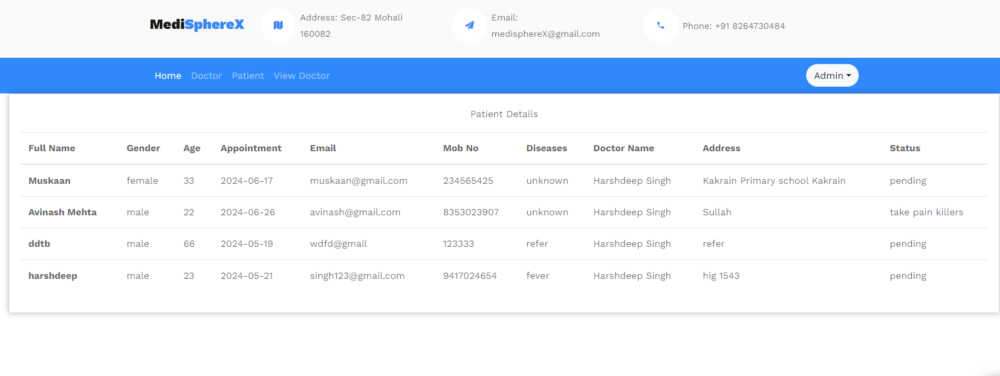 MediSphereX
Address: Sec-82 Mohali
160082
Email:
medisphereX@gmail.com
Phone: +91 8264730484
Home Doctor Patient View Doctor Admin
Patient Details
Full Name Gender Age Appointment Email Mob No Diseases Doctor Name Address Status
Muskaan female 33 2024-06-17 muskaan@gmail.com 234565425 unknown Harshdeep Singh Kakrain Primary school Kakrain pending
Avinash Mehta male 22 2024-06-26 avinash@gmail.com 8353023907 unknown Harshdeep Singh Sullah take pain killers
ddtb male 66 2024-05-19 wdfd@gmail 123333 refer Harshdeep Singh refer pending
harshdeep male 23 2024-05-21 singh123@gmail.com 9417024654 fever Harshdeep Singh hig 1543 pending